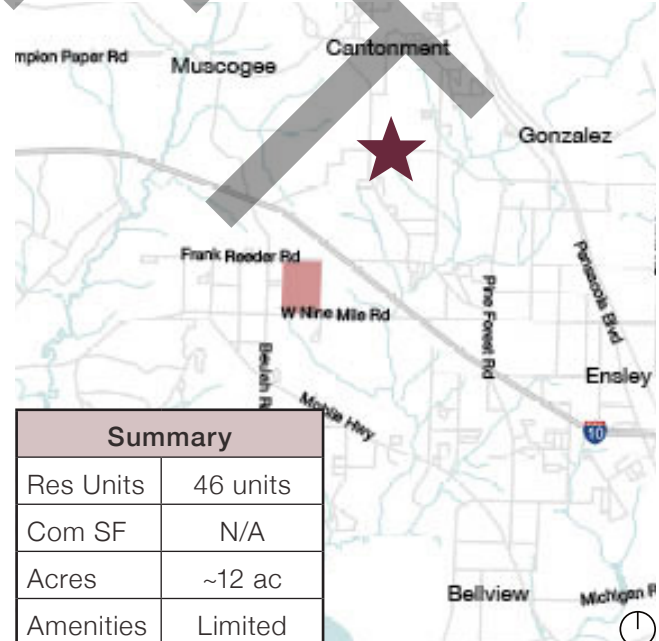 Cantonment
mpion Paper Rd
Muscogee
Gonzalez
Frank Reeder Rd
Pensacola Blvd
W Nine Mile Rd
Pine Forest Rd
Beulah R
Ensley
Mobile Hwy
10
Summary
Res Units 46 units
Com SF N/A
Acres ~12 ac
Amenities Limited
Bellview
Michigan R